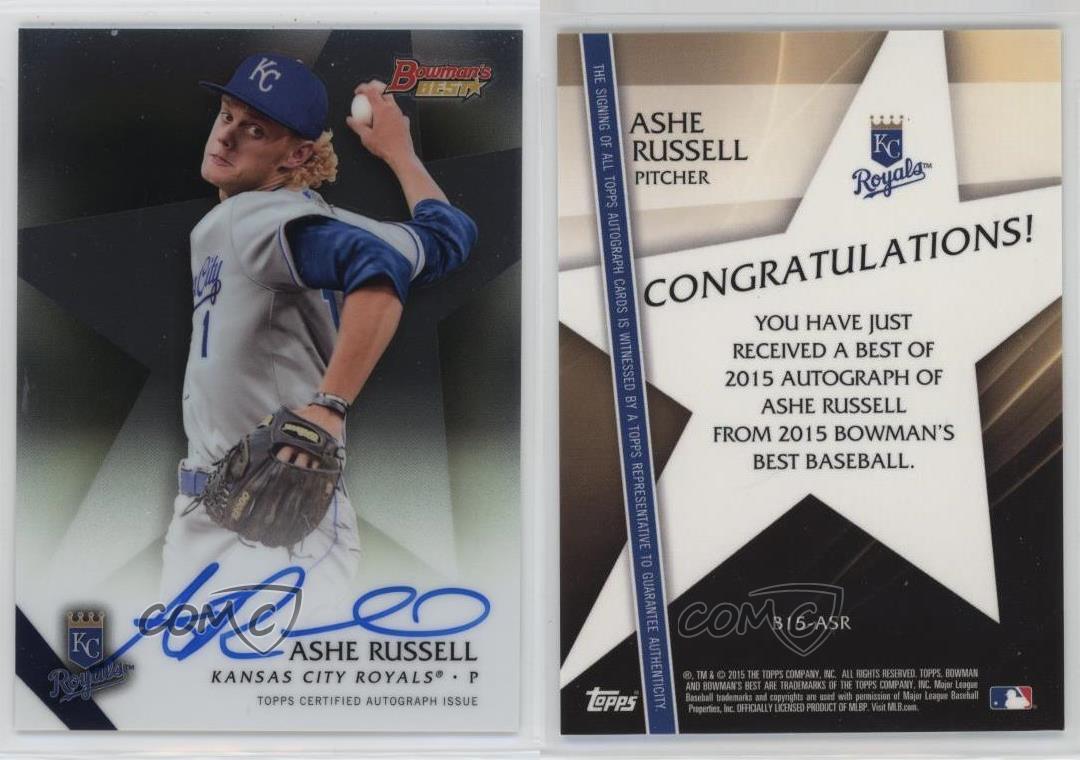 KC
BOWMAN'S
BEST
City
1
COMC
KC
Royals
ASHE RUSSELL
KANSAS CITY ROYALS® · P
TOPPS CERTIFIED AUTOGRAPH ISSUE
THE SIGNING OF ALL TOPPS AUTOGRAPH CARDS IS WITNESSED BY A TOPPS REPRESENTATIVE TO GUARANTEE AUTHENTICITY.
ASHE
RUSSELL
PITCHER
KC
Royals™
CONGRATULATIONS!
YOU HAVE JUST
RECEIVED A BEST OF
2015 AUTOGRAPH OF
ASHE RUSSELL
FROM 2015 BOWMAN'S
BEST BASEBALL.
COMC
B15-ASR
Topps®
®, TM & © 2015 THE TOPPS COMPANY, INC. ALL RIGHTS RESERVED. TOPPS, BOWMAN
AND BOWMAN'S BEST ARE TRADEMARKS OF THE TOPPS COMPANY, INC. Major League
Baseball trademarks and copyrights are used with permission of Major League Baseball
Properties, Inc. OFFICIALLY LICENSED PRODUCT OF MLBP. Visit MLB.com.